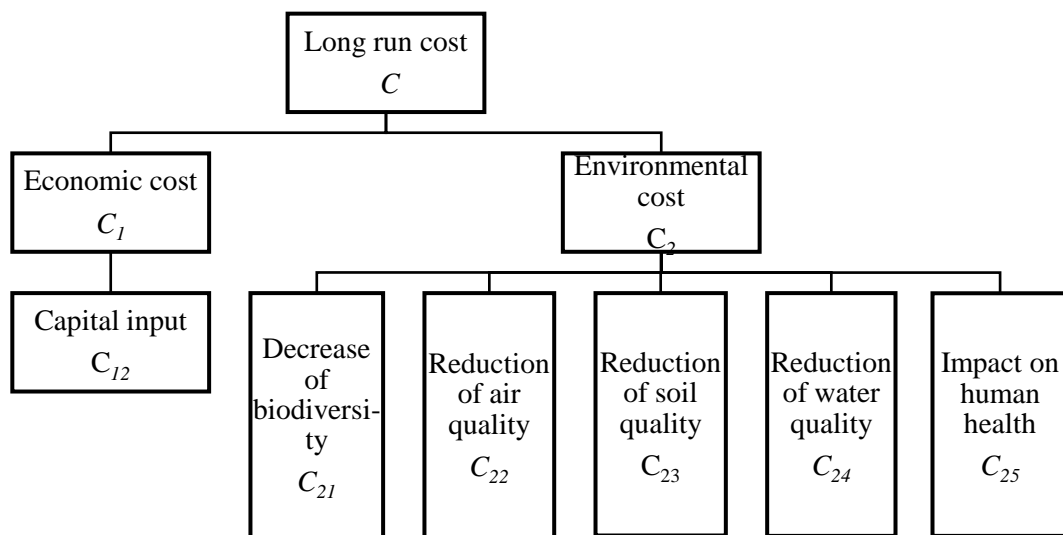 Long run cost
C
Economic cost
C₁
Environmental
cost
C₂
Capital input
C₁₂
Decrease
of
biodiversi-
ty
C₂₁
Reduction
of air
quality
C₂₂
Reduction
of soil
quality
C₂₃
Reduction
of water
quality
C₂₄
Impact on
human
health
C₂₅